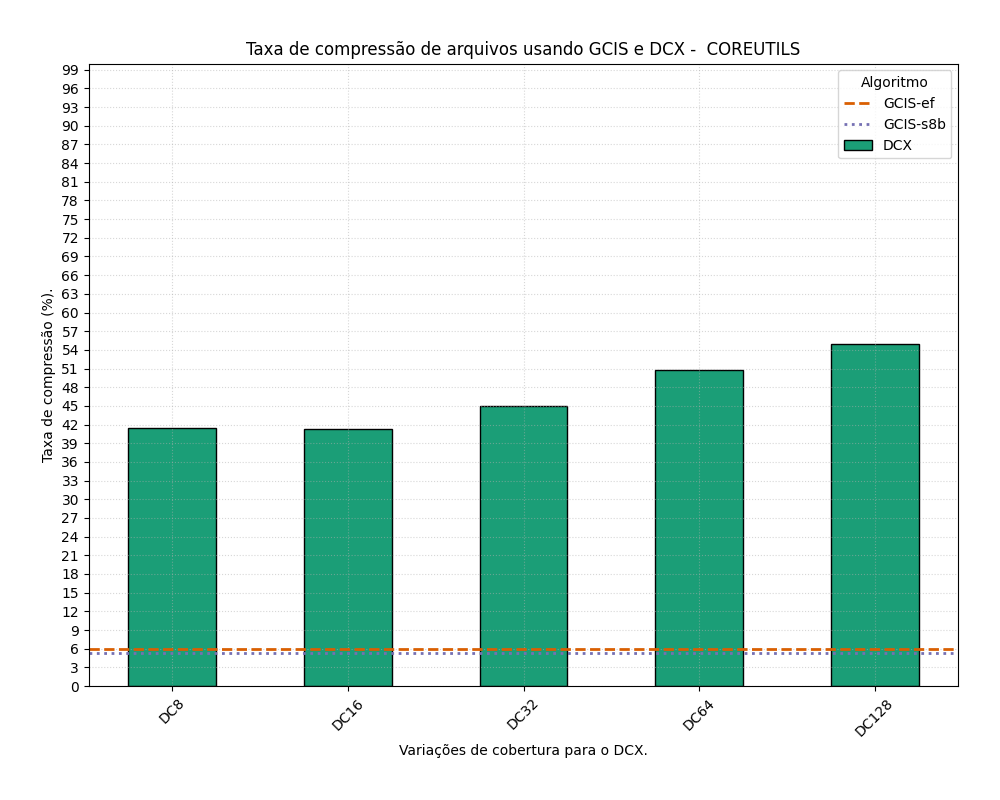 Taxa de compressão de arquivos usando GCIS e DCX -  COREUTILS
Algoritmo
GCIS-ef
GCIS-s8b
DCX
Taxa de compressão (%).
99
96
93
90
87
84
81
78
75
72
69
66
63
60
57
54
51
48
45
42
39
36
33
30
27
24
21
18
15
12
9
6
3
0
DC8
DC16
DC32
DC64
DC128
Variações de cobertura para o DCX.